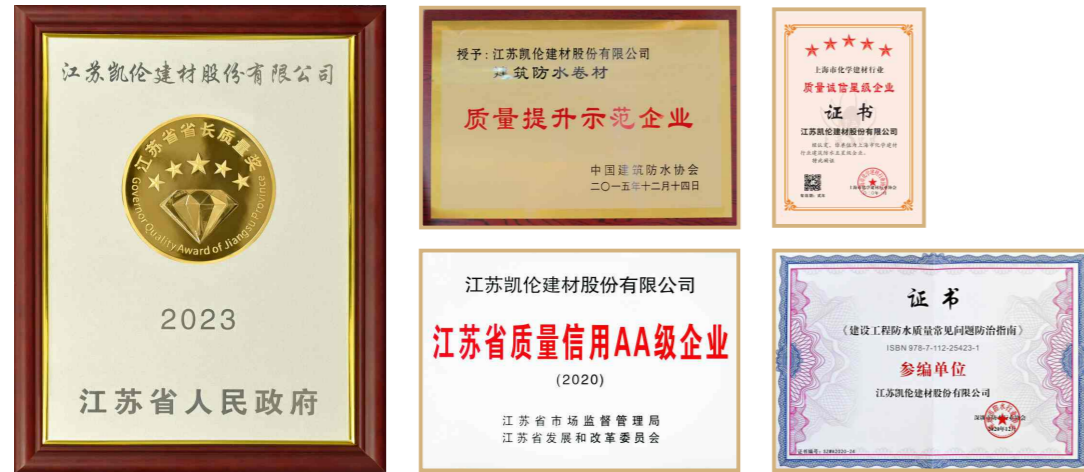 江苏凯伦建材股份有限公司
江苏省省长质量奖
Governor Quality Award of Jiangsu Province
2023
江苏省人民政府
授予：江苏凯伦建材股份有限公司
建筑防水卷材
质量提升示范企业
中国建筑防水协会
二〇一五年十二月十四日
上海市化学建材行业
质量诚信星级企业
证书
江苏凯伦建材股份有限公司
江苏凯伦建材股份有限公司
江苏省质量信用AA级企业
(2020)
江苏省市场监督管理局
江苏省发展和改革委员会
证书
《建设工程防水质量常见问题防治指南》
ISBN 978-7-112-25423-1
参编单位
江苏凯伦建材股份有限公司
2020年12月